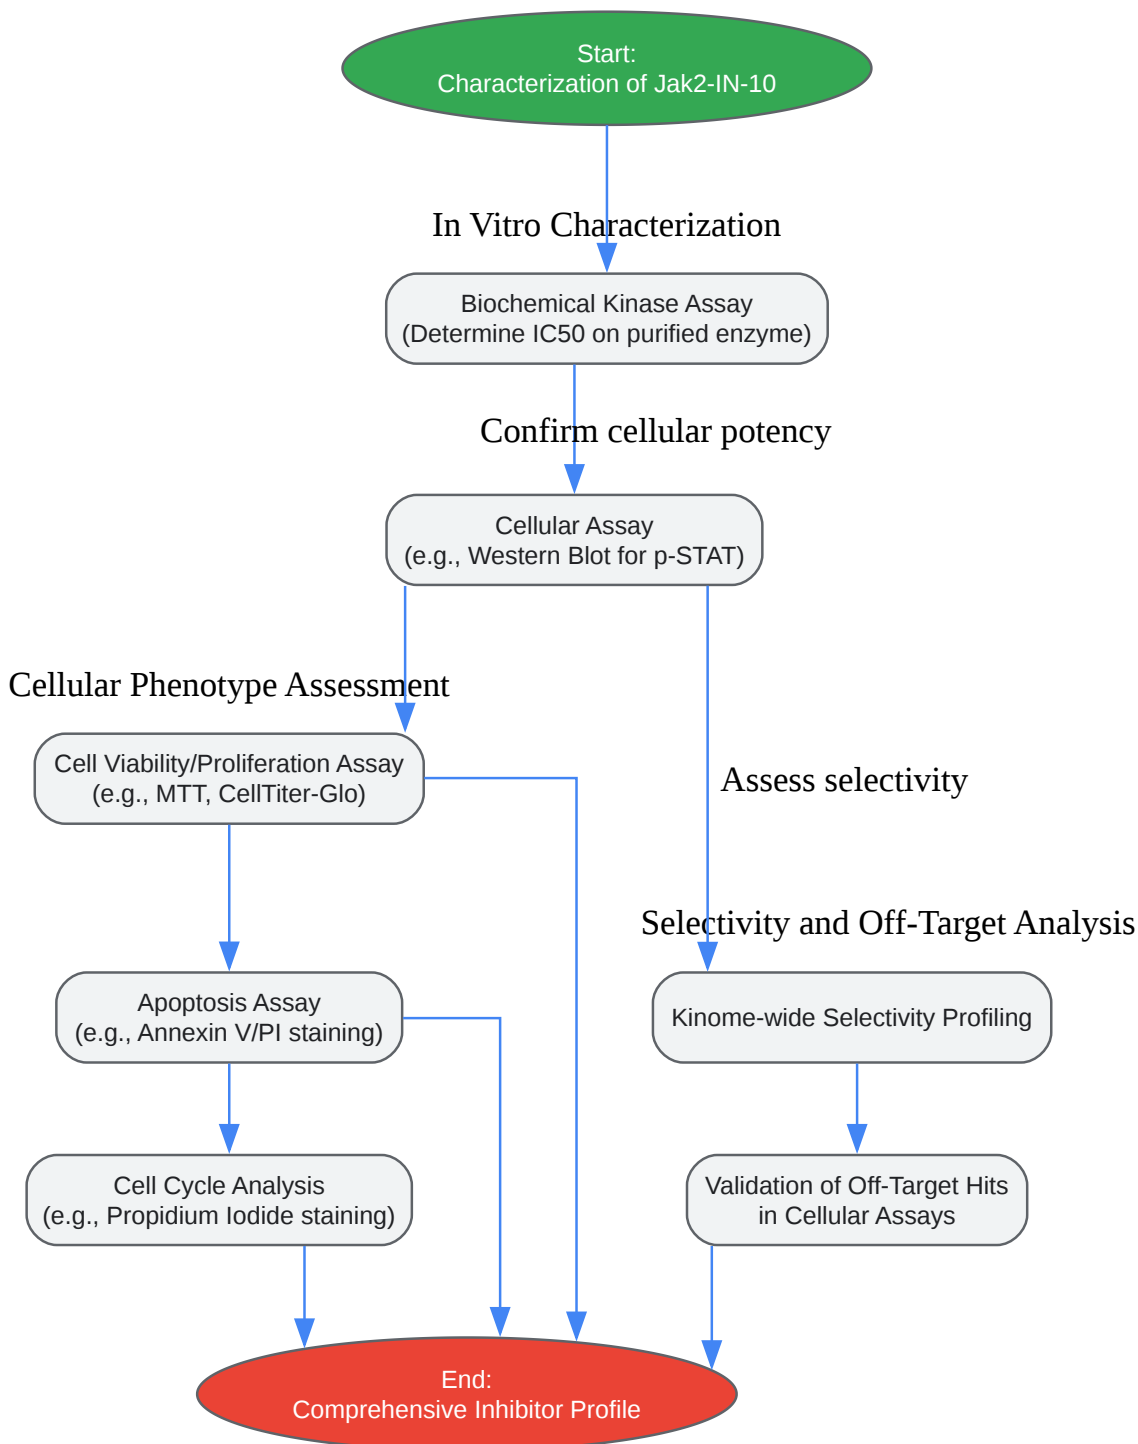 Start:
Characterization of Jak2-IN-10
In Vitro Characterization
Biochemical Kinase Assay
(Determine IC50 on purified enzyme)
Confirm cellular potency
Cellular Assay
(e.g., Western Blot for p-STAT)
Cellular Phenotype Assessment
Cell Viability/Proliferation Assay
(e.g., MTT, CellTiter-Glo)
Assess selectivity
Selectivity and Off-Target Analysis
Apoptosis Assay
(e.g., Annexin V/PI staining)
Kinome-wide Selectivity Profiling
Cell Cycle Analysis
(e.g., Propidium Iodide staining)
Validation of Off-Target Hits
in Cellular Assays
End:
Comprehensive Inhibitor Profile